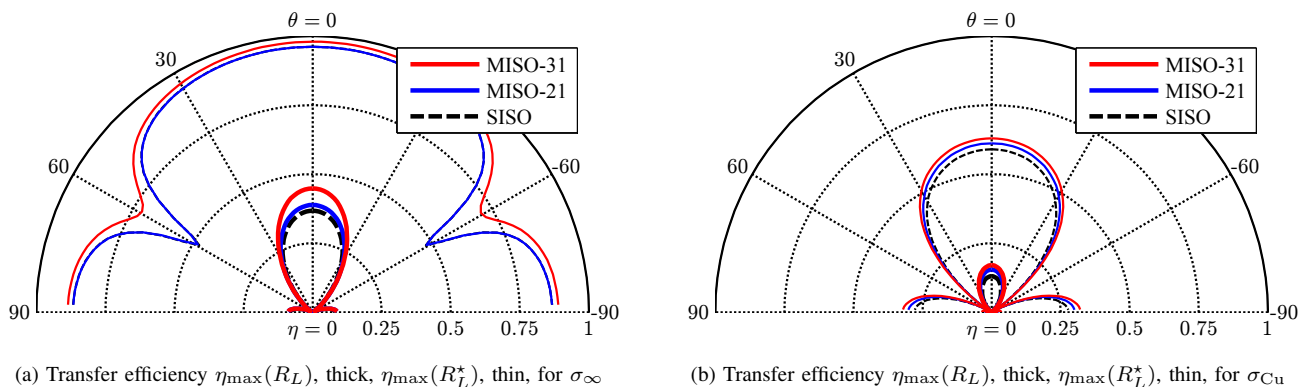 θ = 0
30
60
90
-60
-90
MISO-31
MISO-21
SISO
η = 0
0.25
0.5
0.75
1
(a) Transfer efficiency ηmax(RL), thick, ηmax(R⋆L), thin, for σ∞
θ = 0
30
60
90
-60
-90
MISO-31
MISO-21
SISO
η = 0
0.25
0.5
0.75
1
(b) Transfer efficiency ηmax(RL), thick, ηmax(R⋆L), thin, for σCu